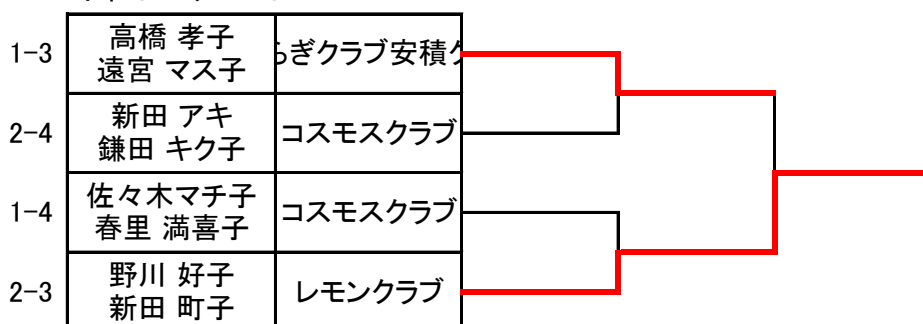 1-3
高橋 孝子
遠宮 マス子
らぎクラブ安積ク
2-4
新田 アキ
鎌田 キク子
コスモスクラブ
1-4
佐々木マチ子
春里 満喜子
コスモスクラブ
2-3
野川 好子
新田 町子
レモンクラブ